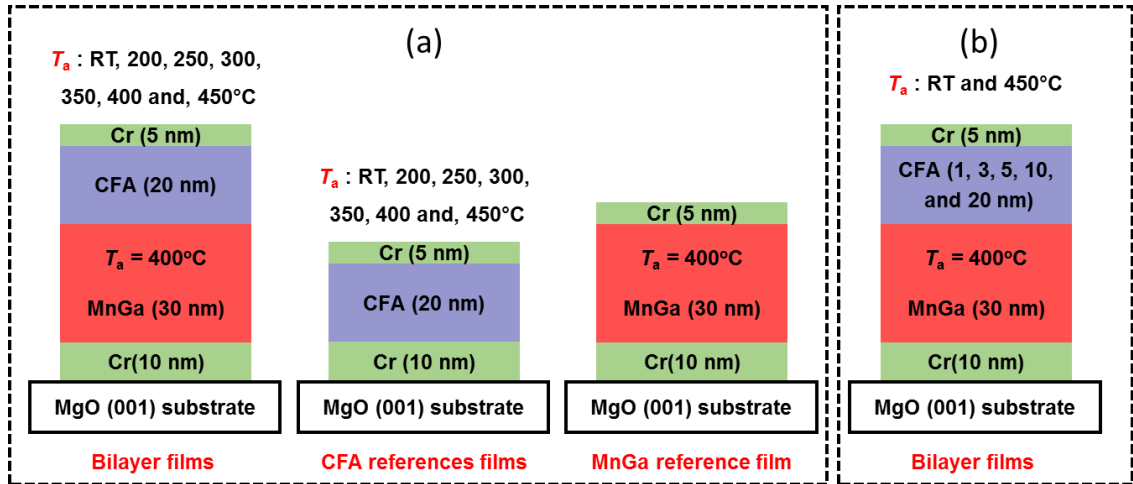 (a)
Ta : RT, 200, 250, 300,
350, 400 and, 450°C
Cr (5 nm)
CFA (20 nm)
Ta = 400°C
MnGa (30 nm)
Cr(10 nm)
MgO (001) substrate
Bilayer films
Ta : RT, 200, 250, 300,
350, 400 and, 450°C
Cr (5 nm)
CFA (20 nm)
Cr (10 nm)
MgO (001) substrate
CFA references films
Cr (5 nm)
Ta = 400°C
MnGa (30 nm)
Cr (10 nm)
MgO (001) substrate
MnGa reference film
(b)
Ta : RT and 450°C
Cr (5 nm)
CFA (1, 3, 5, 10,
and 20 nm)
Ta = 400°C
MnGa (30 nm)
Cr (10 nm)
MgO (001) substrate
Bilayer films